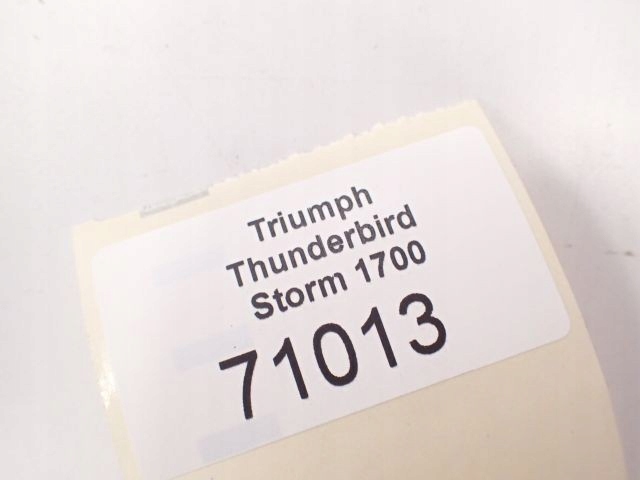 Triumph
Thunderbird
Storm 1700
71013